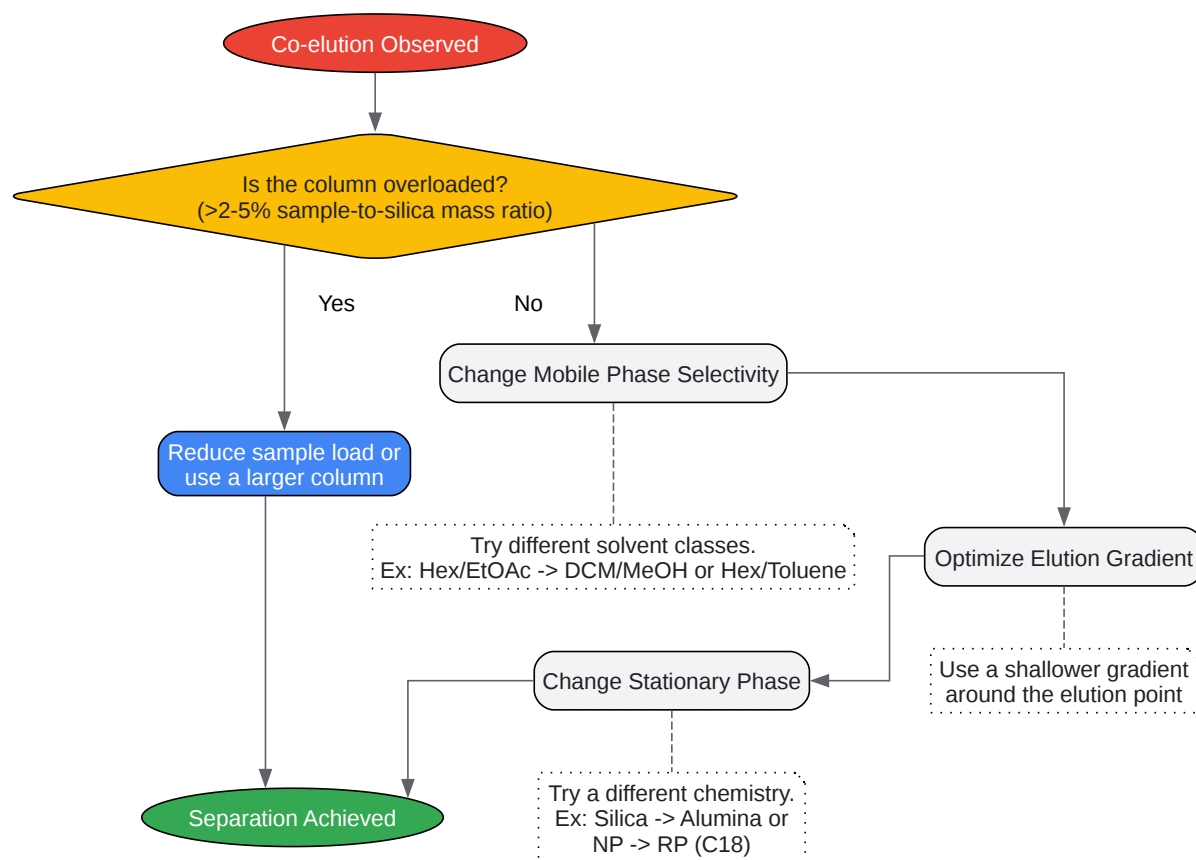 Co-elution Observed
Is the column overloaded?
(>2-5% sample-to-silica mass ratio)
Yes
No
Change Mobile Phase Selectivity
Reduce sample load or
use a larger column
Try different solvent classes.
Ex: Hex/EtOAc -> DCM/MeOH or Hex/Toluene
Optimize Elution Gradient
Use a shallower gradient
around the elution point
Change Stationary Phase
Try a different chemistry.
Ex: Silica -> Alumina or
NP -> RP (C18)
Separation Achieved